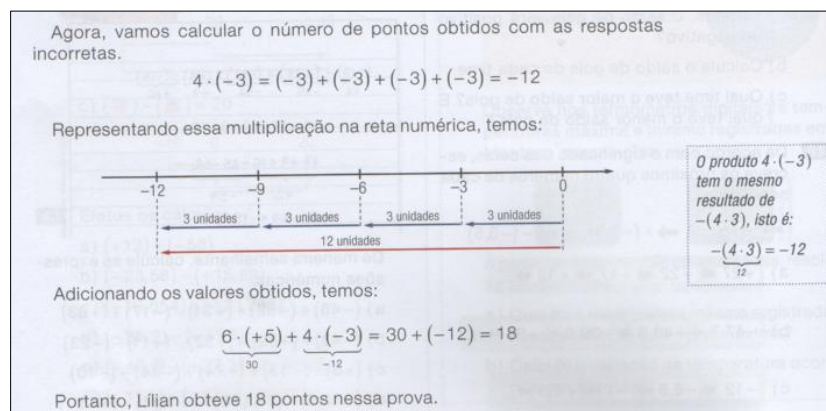 Agora, vamos calcular o número de pontos obtidos com as respostas
incorretas.
4 · (−3) = (−3) + (−3) + (−3) + (−3) = −12
Representando essa multiplicação na reta numérica, temos:
−12 −9 −6 −3 0
3 unidades 3 unidades 3 unidades 3 unidades
12 unidades
O produto 4 · (−3)
tem o mesmo
resultado de
−(4 · 3), isto é:
−(4 · 3) = −12
12
Adicionando os valores obtidos, temos:
6 · (+5) + 4 · (−3) = 30 + (−12) = 18
30 −12
Portanto, Lílian obteve 18 pontos nessa prova.